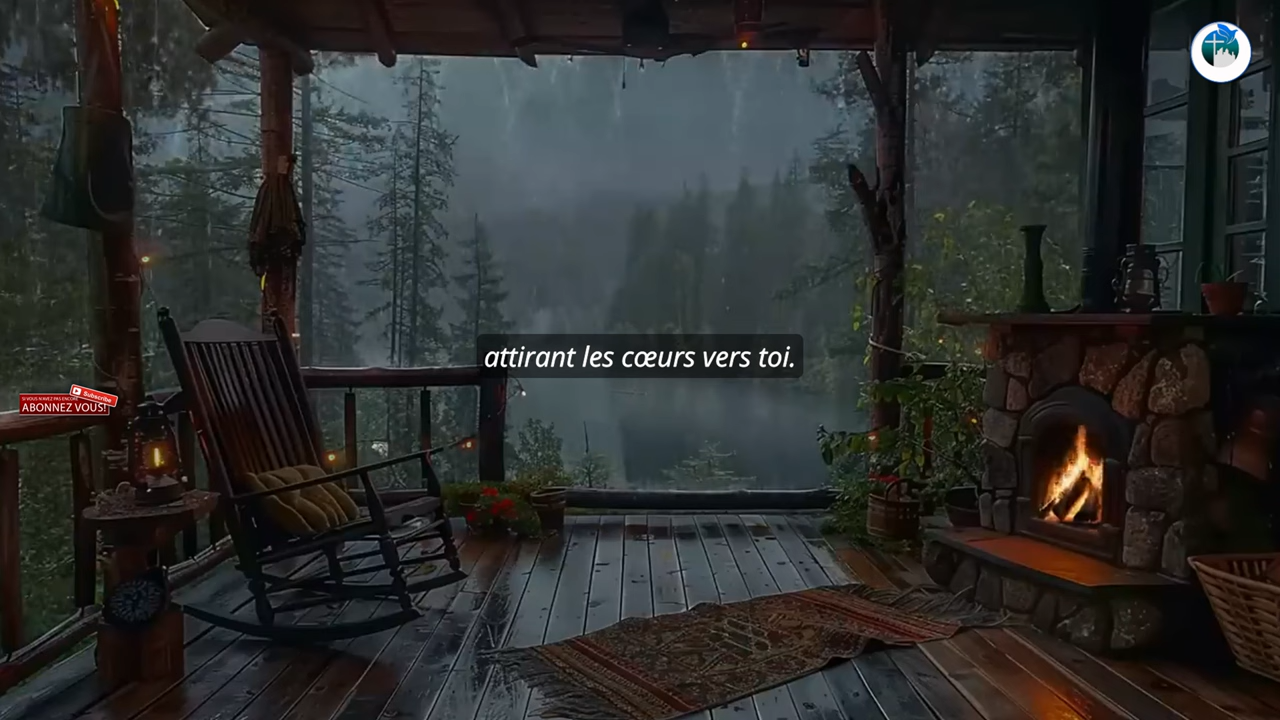 attirant les cœurs vers toi.
Subscribe
SI VOUS N'AVEZ PAS ENCORE
ABONNEZ VOUS!